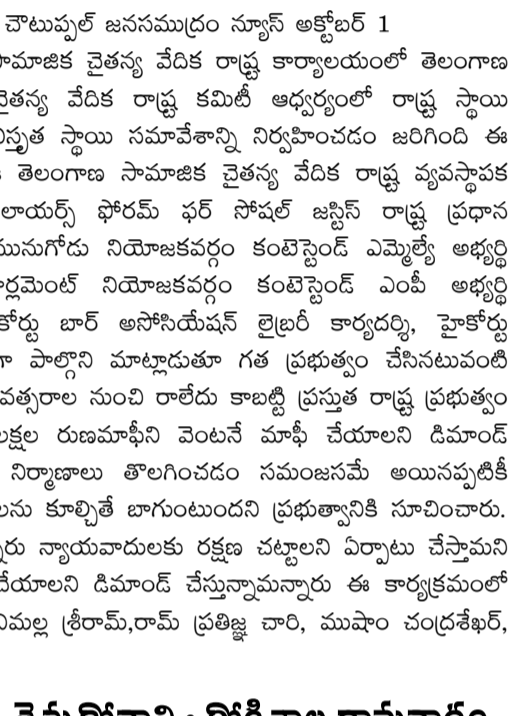 చౌటుప్పల్ జనసముద్రం న్యూస్ అక్టోబర్ 1
చైతన్య వేదిక రాష్ట్ర కార్యాలయంలో తెలంగాణ
వేదిక రాష్ట్ర కమిటీ ఆధ్వర్యంలో రాష్ట్ర స్థాయి
స్థాయి సమావేశాన్ని నిర్వహించడం జరిగింది ఈ
తెలంగాణ సామాజిక చైతన్య వేదిక రాష్ట్ర వ్యవస్థాపక
లాయర్స్ ఫోరమ్ ఫర్ సోషల్ జస్టిస్ రాష్ట్ర ప్రధాన
మునుగోడు నియోజకవర్గం కంటెస్టెండ్ ఎమ్మెల్యే అభ్యర్థి
నియోజకవర్గం కంటెస్టెండ్ ఎంపీ అభ్యర్థి
కోర్టు బార్ అసోసియేషన్ లైబ్రరీ కార్యదర్శి, హైకోర్టు
పాల్గొని మాట్లాడుతూ గత ప్రభుత్వం చేసినటువంటి
వత్సరాల నుంచి రాలేదు కాబట్టి ప్రస్తుత రాష్ట్ర ప్రభుత్వం
లక్షల రుణమాఫీని వెంటనే మాఫీ చేయాలని డిమాండ్
నిర్మాణాలు తొలగించడం సమంజసమే అయినప్పటికీ
లను కూల్చితే బాగుంటుందని ప్రభుత్వానికి సూచించారు.
న్యాయవాదులకు రక్షణ చట్టాలని ఏర్పాటు చేస్తామని
చేయాలని డిమాండ్ చేస్తున్నామన్నారు ఈ కార్యక్రమంలో
శ్రీరామ్,రామ్ ప్రతిజ్ఞ చారి, ముషాం చంద్రశేఖర్,